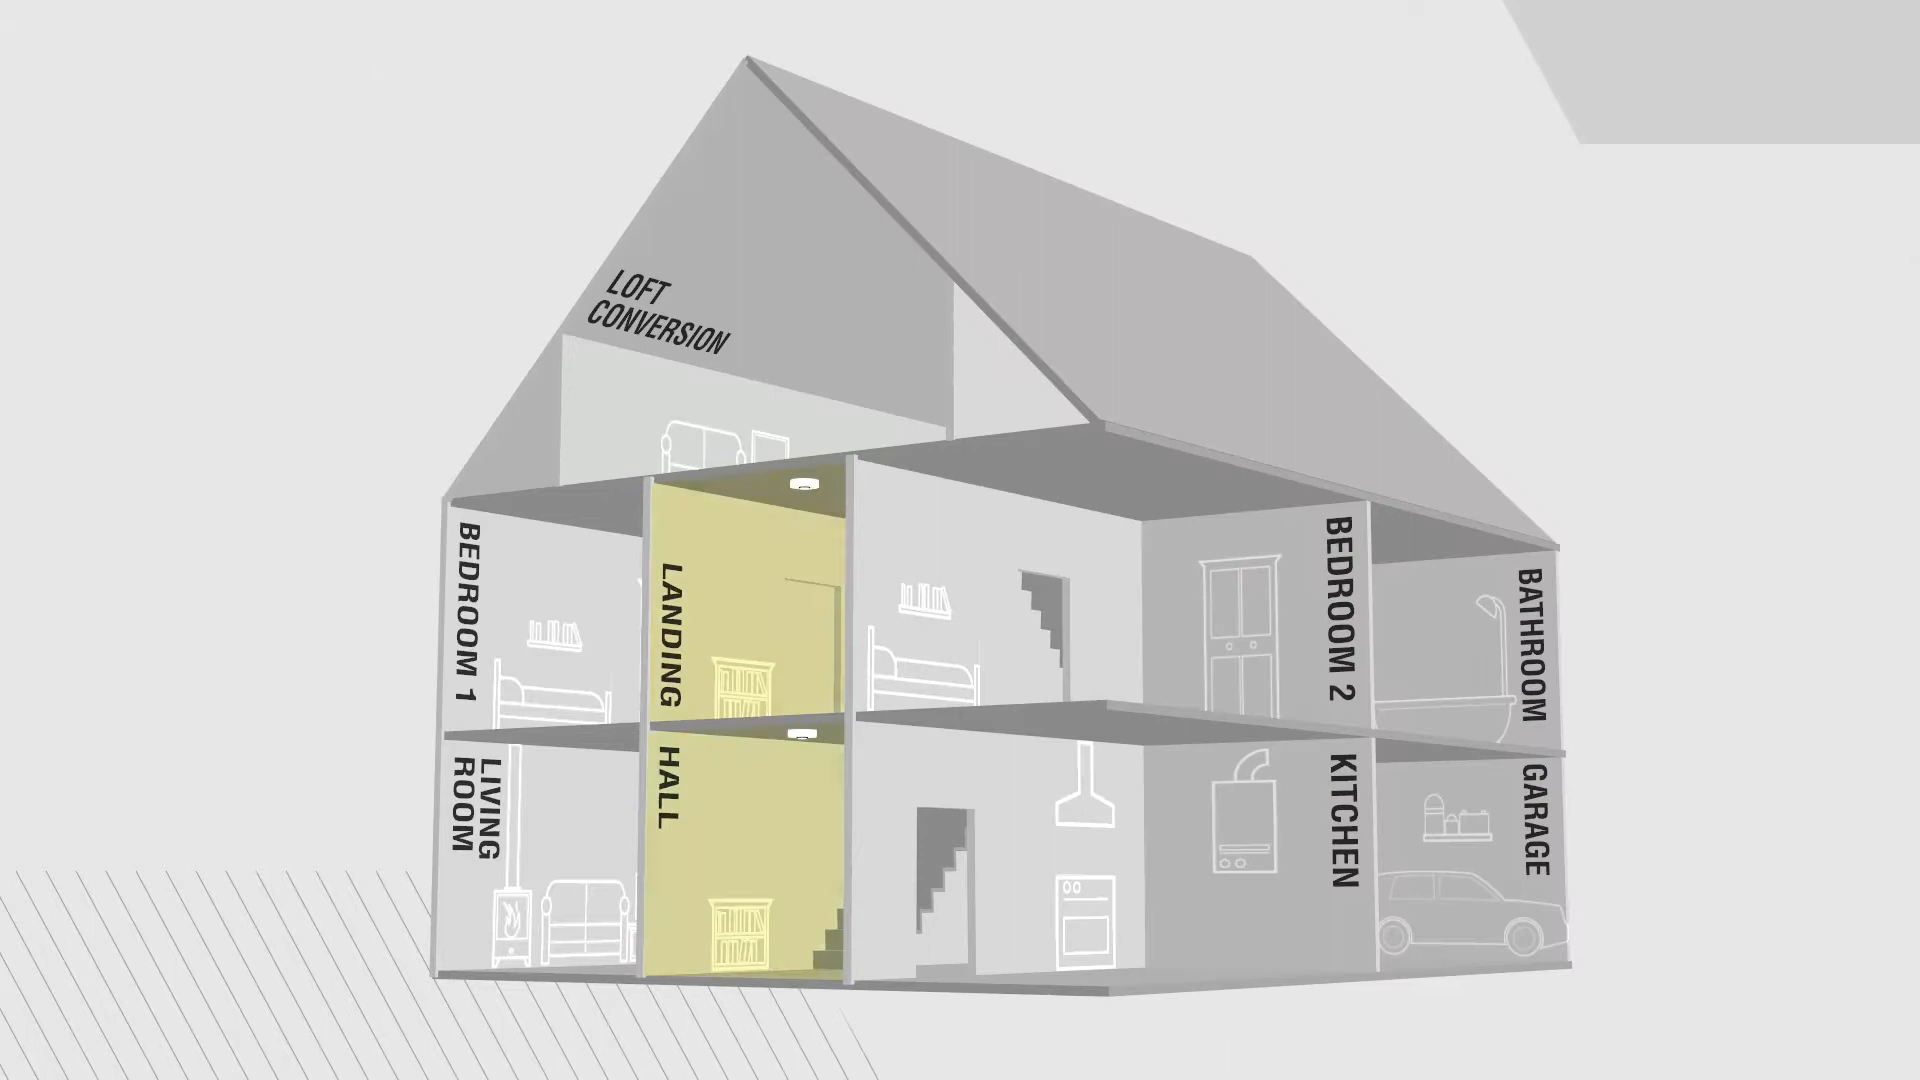 LOFT
CONVERSION
BEDROOM 1
LANDING
BEDROOM 2
BATHROOM
LIVING
ROOM
HALL
KITCHEN
GARAGE